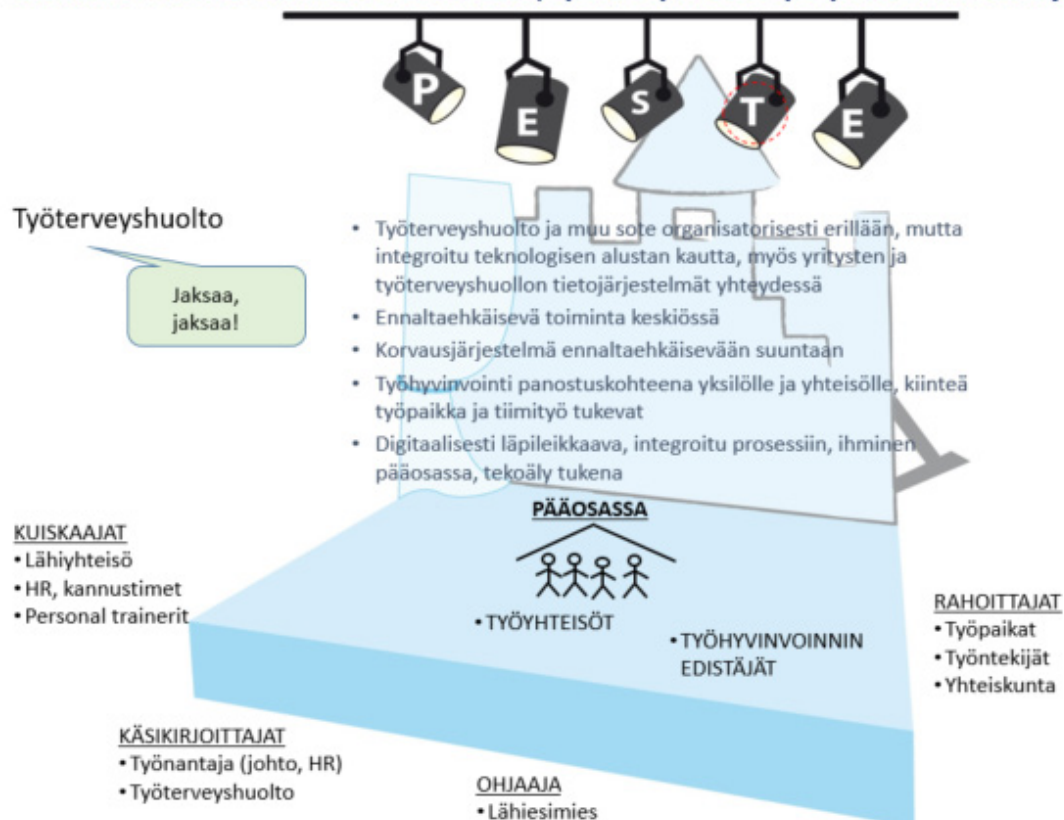 P E S T E
Työterveyshuolto
Jaksaa,
jaksaa!
• Työterveyshuolto ja muu sote organisatorisesti erillään, mutta
integroitu teknologisen alustan kautta, myös yritysten ja
työterveyshuollon tietojärjestelmät yhteydessä
• Ennaltaehkäisevä toiminta keskiössä
• Korvausjärjestelmä ennaltaehkäisevään suuntaan
• Työhyvinvointi panostuskohteena yksilölle ja yhteisölle, kiinteä
työpaikka ja tiimityö tukevat
• Digitaalisesti läpileikkaava, integroitu prosessiin, ihminen
pääosassa, tekoäly tukena
PÄÄOSASSA
• TYÖYHTEISÖT
• TYÖHYVINVOINNIN
EDISTÄJÄT
KUISKAAJAT
• Lähiyhteisö
• HR, kannustimet
• Personal trainerit
RAHOITTAJAT
• Työpaikat
• Työntekijät
• Yhteiskunta
KÄSIKIRJOITTAJAT
• Työnantaja (johto, HR)
• Työterveyshuolto
OHJAAJA
• Lähiesimies